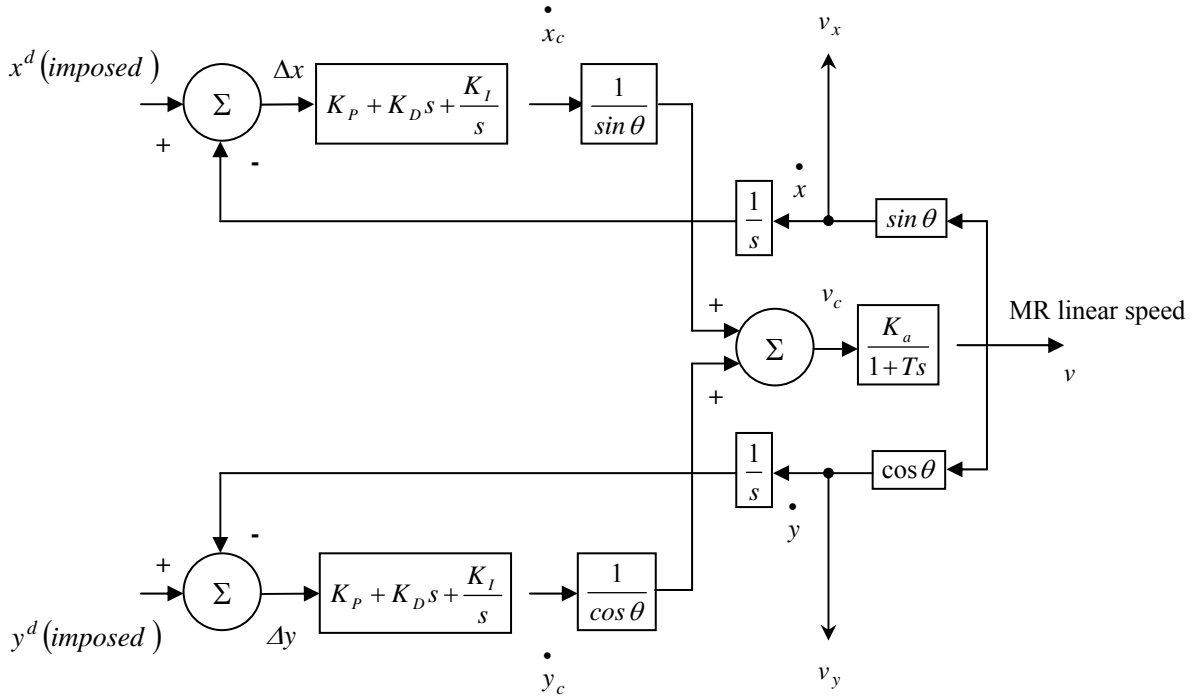 ẋ_c
v_x
x^d (imposed )
Δx
Σ
K_P + K_D s + K_I / s
1 / sin θ
+
-
1 / s
ẋ
sin θ
+
v_c
MR linear speed
Σ
K_a / 1 + Ts
v
+
1 / s
cos θ
ẏ
-
+
Σ
K_P + K_D s + K_I / s
1 / cos θ
y^d (imposed )
Δy
ẏ_c
v_y